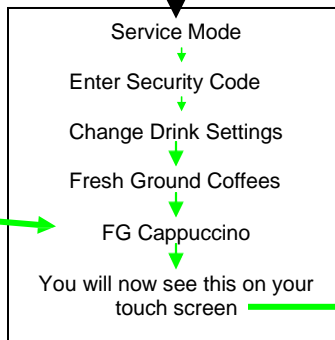 Service Mode
Enter Security Code
Change Drink Settings
Fresh Ground Coffees
FG Cappuccino
You will now see this on your
touch screen